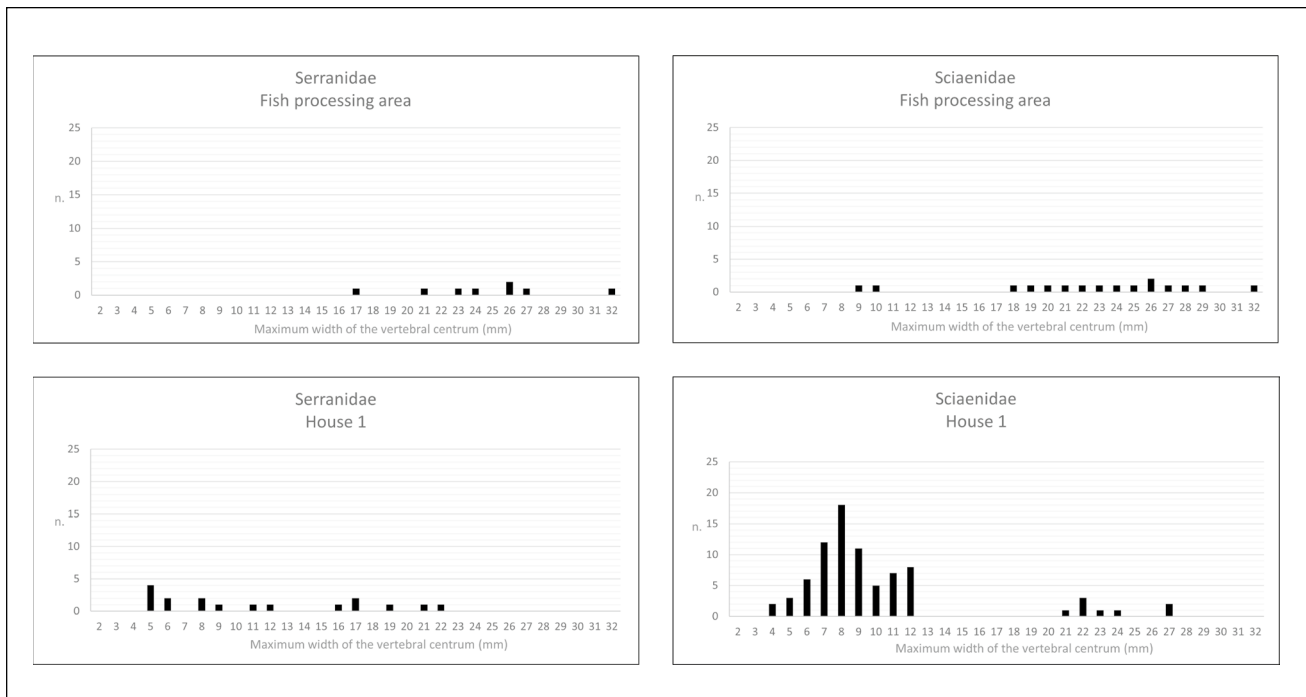 Serranidae
Fish processing area
25
20
15
n.
10
5
0
2 3 4 5 6 7 8 9 10 11 12 13 14 15 16 17 18 19 20 21 22 23 24 25 26 27 28 29 30 31 32
Maximum width of the vertebral centrum (mm)
Sciaenidae
Fish processing area
25
20
15
n.
10
5
0
2 3 4 5 6 7 8 9 10 11 12 13 14 15 16 17 18 19 20 21 22 23 24 25 26 27 28 29 30 31 32
Maximum width of the vertebral centrum (mm)
Serranidae
House 1
25
20
15
n.
10
5
0
2 3 4 5 6 7 8 9 10 11 12 13 14 15 16 17 18 19 20 21 22 23 24 25 26 27 28 29 30 31 32
Maximum width of the vertebral centrum (mm)
Sciaenidae
House 1
25
20
15
n.
10
5
0
2 3 4 5 6 7 8 9 10 11 12 13 14 15 16 17 18 19 20 21 22 23 24 25 26 27 28 29 30 31 32
Maximum width of the vertebral centrum (mm)